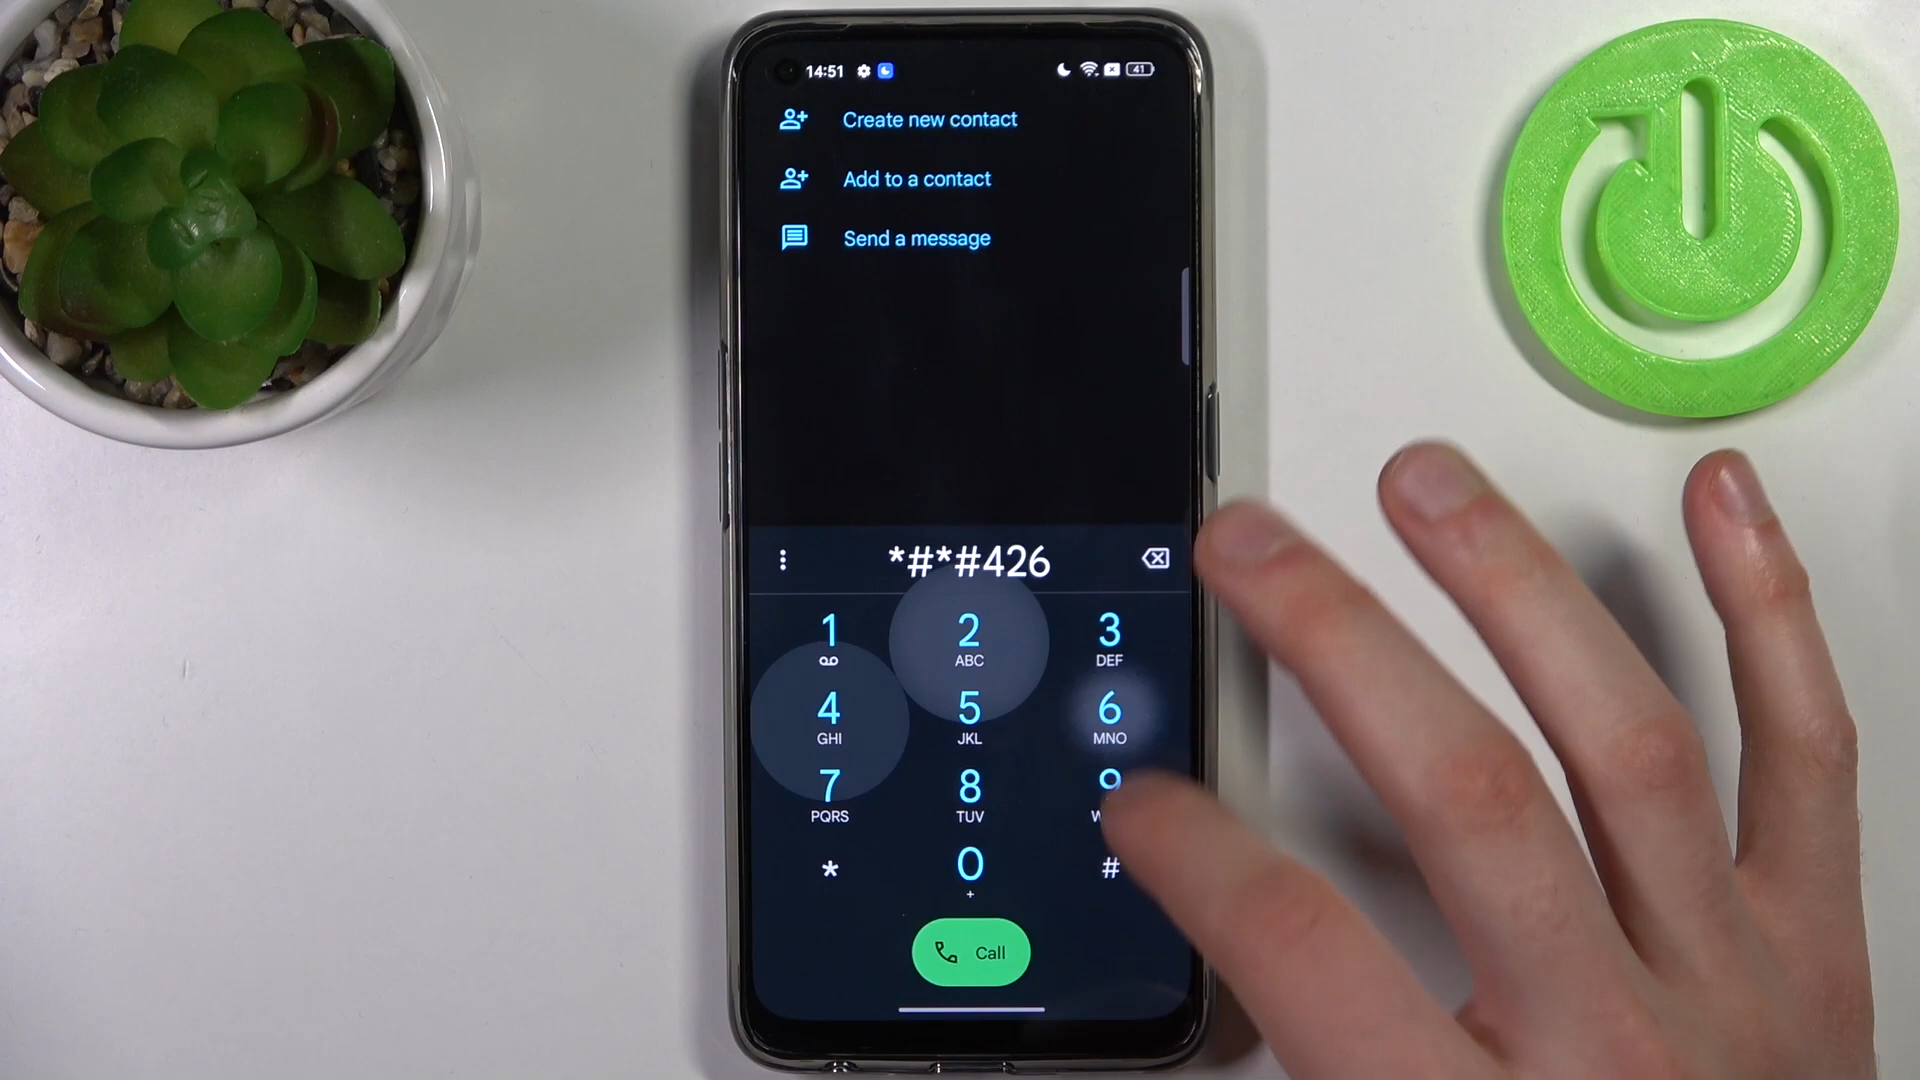 14:51
41
Create new contact
Add to a contact
Send a message
*#*#426
1 2 3
ABC DEF
4 5 6
GHI JKL MNO
7 8 9
PQRS TUV
* 0 #
+
Call